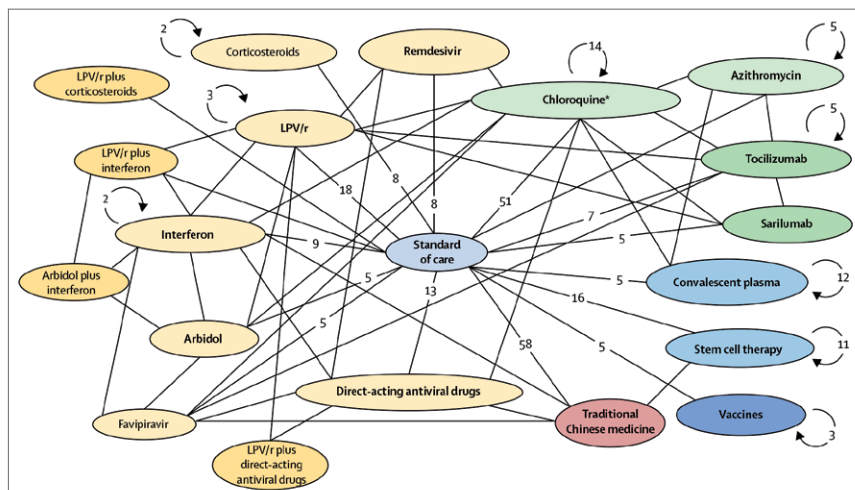 2
Corticosteroids
Remdesivir
14
5
LPV/r plus
corticosteroids
Chloroquine*
Azithromycin
3
LPV/r
5
Tocilizumab
LPV/r plus
interferon
8
18
8
51
7
Sarilumab
2
Interferon
9
Standard
of care
5
Arbidol plus
interferon
5
13
5
Convalescent plasma
12
16
Arbidol
5
58
5
Stem cell therapy
11
Direct-acting antiviral drugs
Favipiravir
Traditional
Chinese medicine
Vaccines
3
LPV/r plus
direct-acting
antiviral drugs